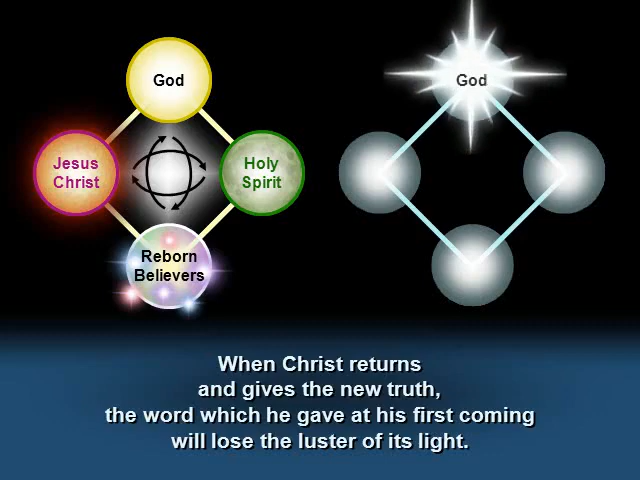 God
God
Jesus
Christ
Holy
Spirit
Reborn
Believers
When Christ returns
and gives the new truth,
the word which he gave at his first coming
will lose the luster of its light.